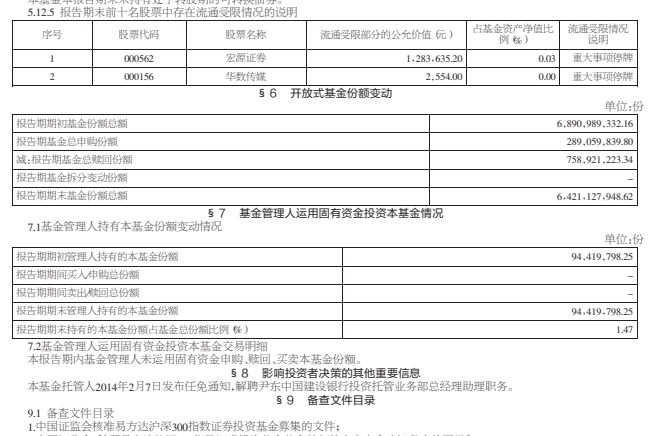 5.12.5 报告期末前十名股票中存在流通受限情况的说明
序号 股票代码 股票名称 流通受限部分的公允价值（元） 占基金资产净值比例（%） 流通受限情况说明
1 000562 宏源证券 1,283,635.20 0.03 重大事项停牌
2 000156 华数传媒 2,554.00 0.00 重大事项停牌
§6 开放式基金份额变动
单位:份
报告期期初基金份额总额 6,890,989,332.16
报告期基金总申购份额 289,059,839.80
减:报告期基金总赎回份额 758,921,223.34
报告期基金拆分变动份额 –
报告期期末基金份额总额 6,421,127,948.62
§7 基金管理人运用固有资金投资本基金情况
7.1基金管理人持有本基金份额变动情况
单位:份
报告期期初管理人持有的本基金份额 94,419,798.25
报告期期间买入/申购总份额 –
报告期期间卖出/赎回总份额 –
报告期期末管理人持有的本基金份额 94,419,798.25
报告期期末持有的本基金份额占基金总份额比例（%） 1.47
7.2基金管理人运用固有资金投资本基金交易明细
本报告期内基金管理人未运用固有资金申购、赎回、买卖本基金份额。
§8 影响投资者决策的其他重要信息
本基金托管人2014年2月7日发布任免通知,解聘尹东中国建设银行投资托管业务部总经理助理职务。
§9 备查文件目录
9.1 备查文件目录
1.中国证监会核准易方达沪深300指数证券投资基金募集的文件;